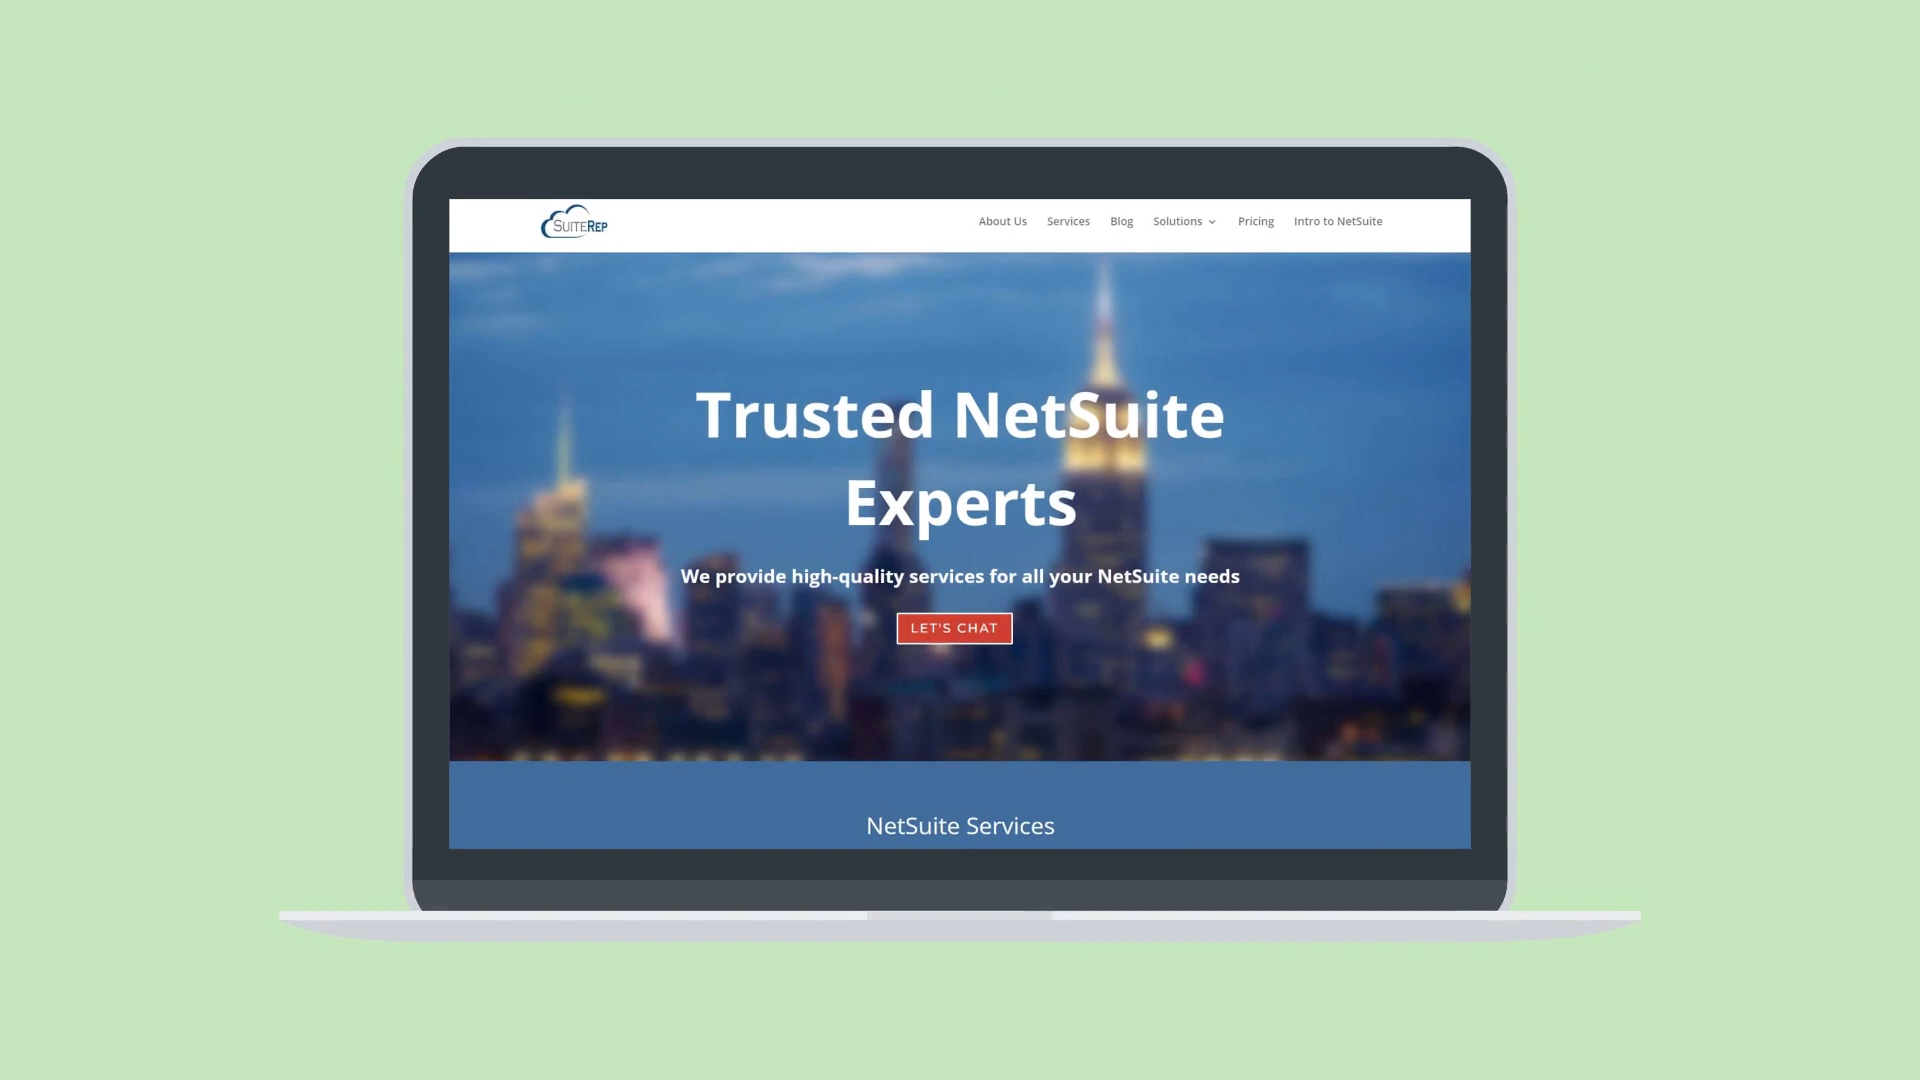 SUITEREP
About Us Services Blog Solutions Pricing Intro to NetSuite
Trusted NetSuite
Experts
We provide high-quality services for all your NetSuite needs
LET'S CHAT
NetSuite Services